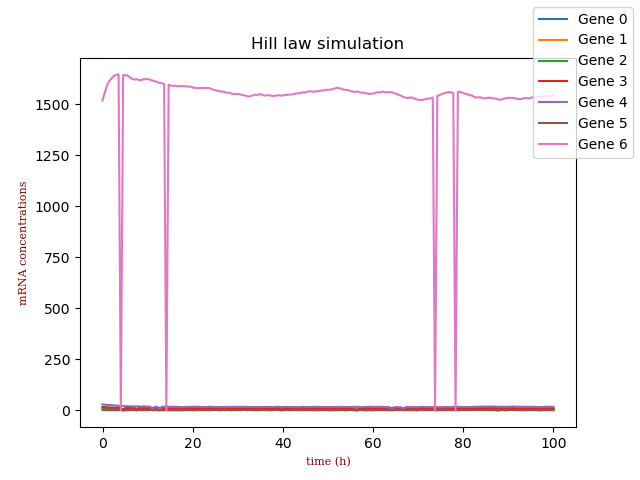 Hill law simulation
Gene 0
Gene 1
Gene 2
Gene 3
Gene 4
Gene 5
Gene 6
mRNA concentrations
1500
1250
1000
750
500
250
0
0 20 40 60 80 100
time (h)